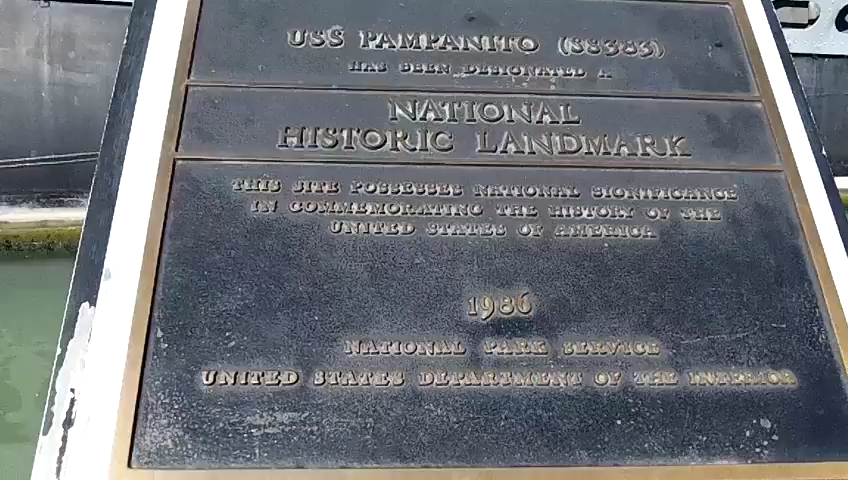 USS PAMPANITO (SS383)
HAS BEEN DESIGNATED A
NATIONAL
HISTORIC LANDMARK
THIS SITE POSSESSES NATIONAL SIGNIFICANCE
IN COMMEMORATING THE HISTORY OF THE
UNITED STATES OF AMERICA
1986
NATIONAL PARK SERVICE
UNITED STATES DEPARTMENT OF THE INTERIOR